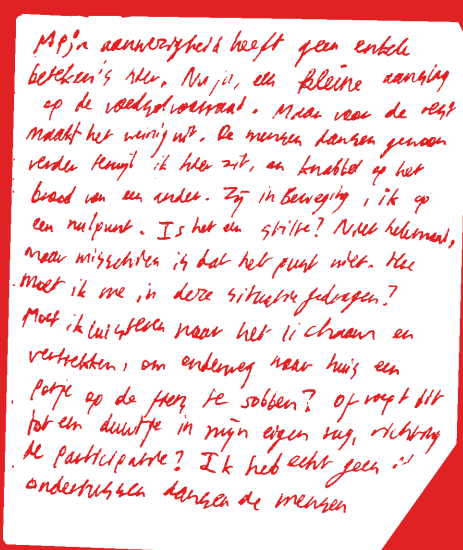 Mijn aanwezigheid heeft geen enkele
betekenis hier. Nu ja, een kleine aanslag
op de voedselvoorraad. Maar voor de rest
maakt het weinig uit. De mensen dansen gewoon
verder terwijl ik hier zit, en knabbel op het
brood van een ander. Zij in Beweging, ik op
een nulpunt. Is het een stilte? Niet helemaal,
maar misschien is dat het punt niet. Hoe
moet ik me in deze situatie gedragen?
Moet ik luisteren naar het lichaam en
vertrekken, om onderweg naar huis een
potje op de fiets te sobben? Of vraagt dit
tot een duwtje in mijn eigen rug, richting
de participatie? Ik heb echt geen
ondertussen dansen de mensen